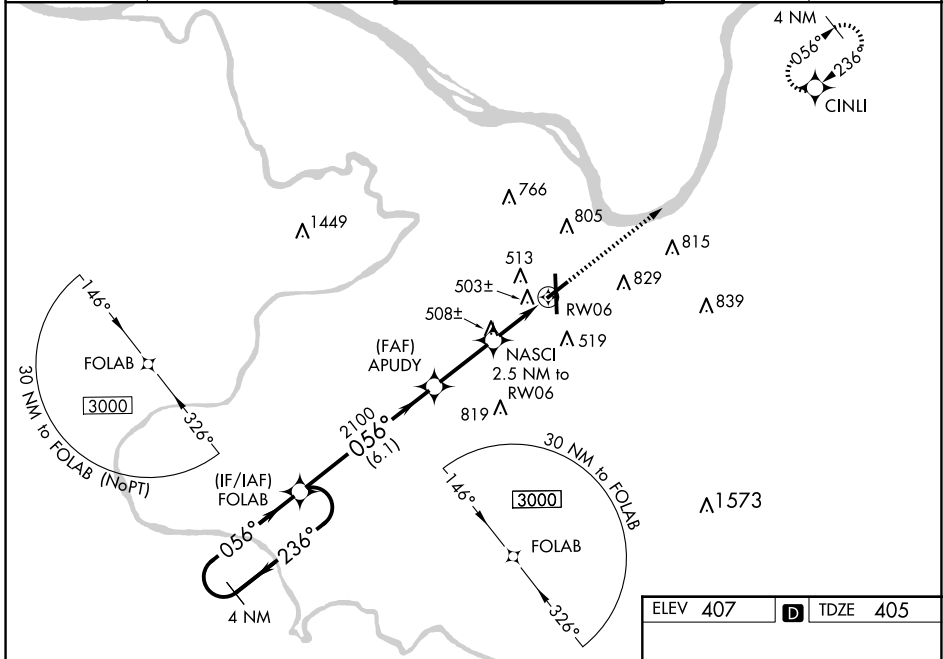 4 NM
056°
236°
CINLI
766
1449
805
815
513
829
503±
RW06
839
146°
508±
519
FOLAB
(FAF)
APUDY
NASCI
2.5 NM to
RW06
3000
326°
30 NM to FOLAB (NoPT)
819
2100
056°
(6.1)
30 NM to FOLAB
146°
3000
(IF/IAF)
FOLAB
1573
056°
236°
FOLAB
326°
4 NM
ELEV 407 D TDZE 405